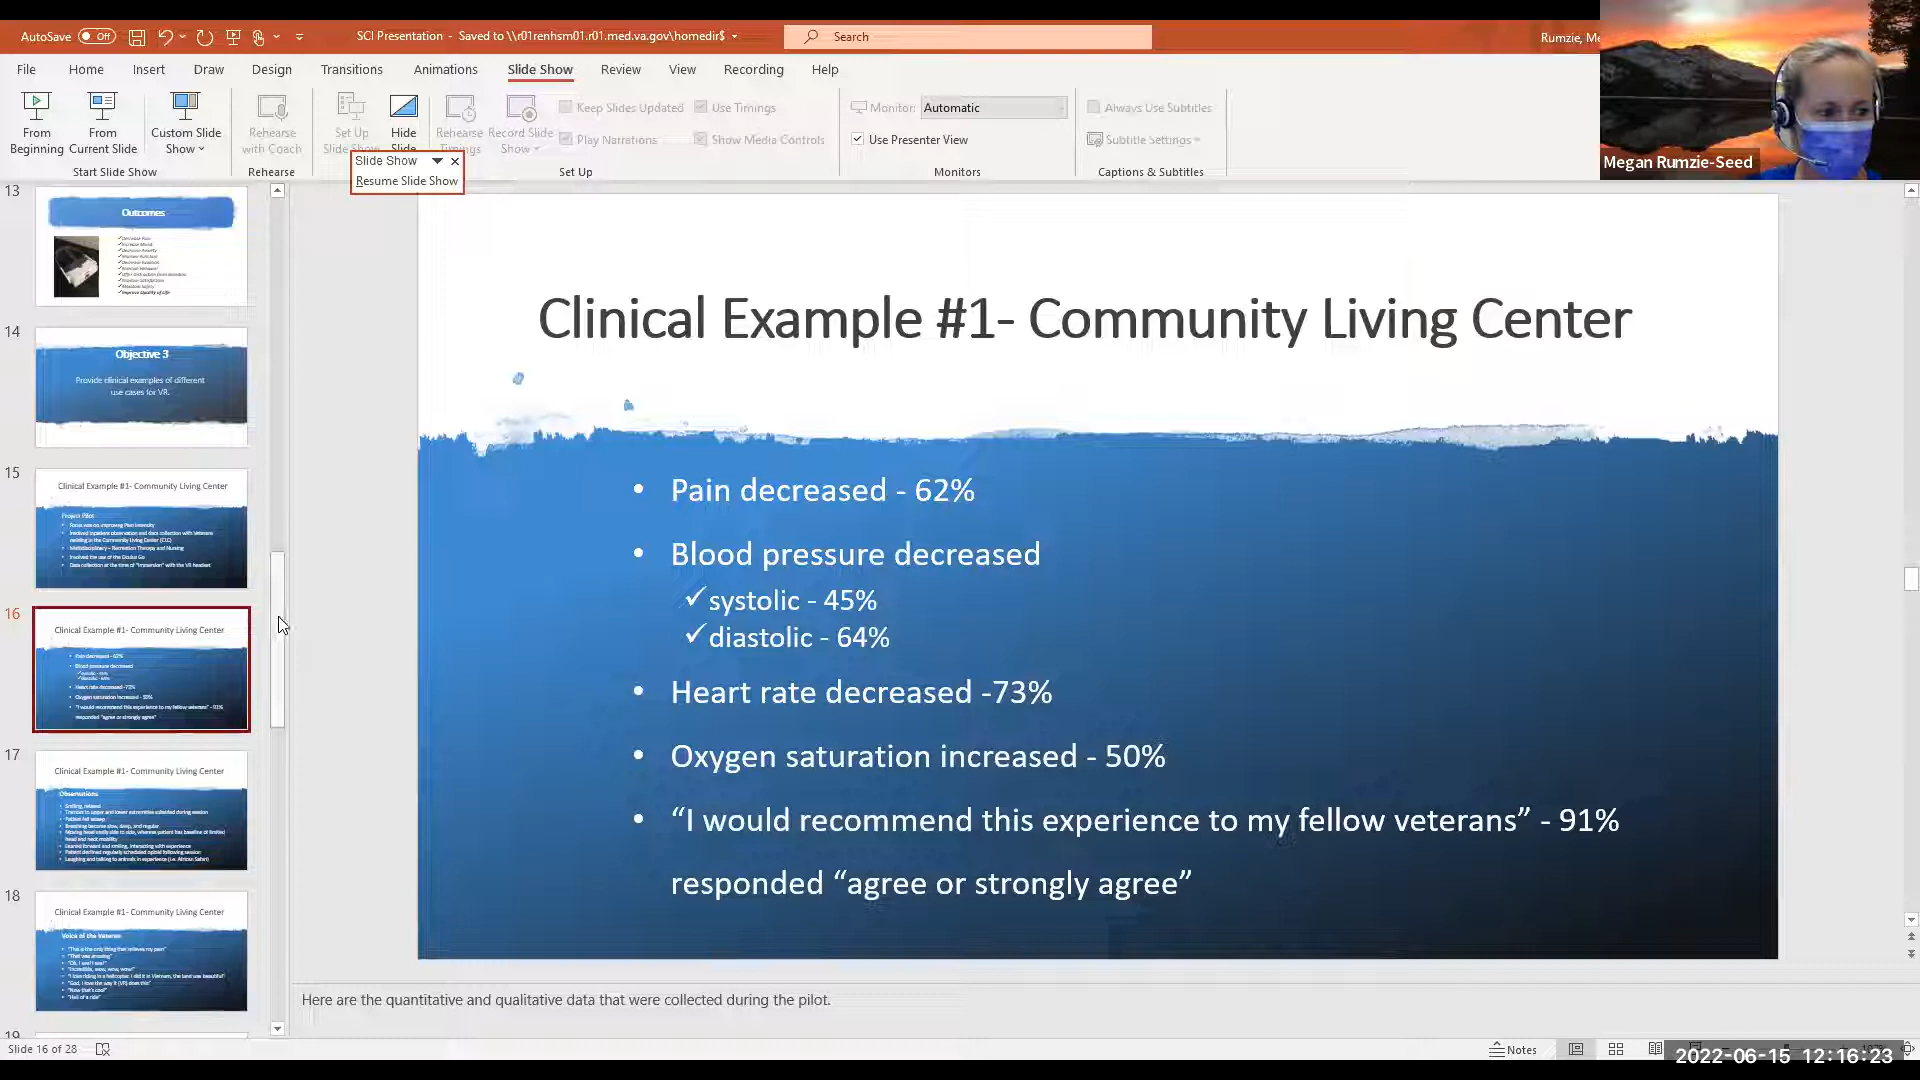 AutoSave Off SCI Presentation - Saved to \\r01renhsm01.r01.med.va.gov\homedir$ Search Rumzie, Me
File Home Insert Draw Design Transitions Animations Slide Show Review View Recording Help
From Beginning
From Current Slide
Custom Slide Show
Start Slide Show
Rehearse with Coach
Rehearse
Set Up Slide Show
Hide Slide
Rehearse Timings
Record Slide Show
Keep Slides Updated
Use Timings
Play Narrations
Show Media Controls
Set Up
Slide Show
Resume Slide Show
Monitor: Automatic
Use Presenter View
Monitors
Always Use Subtitles
Subtitle Settings
Captions & Subtitles
Megan Rumzie-Seed
13
Outcomes
14
Objective 3
Provide clinical examples of different
use cases for VR.
15
Clinical Example #1- Community Living Center
Project Pilot
16
Clinical Example #1- Community Living Center
17
Clinical Example #1- Community Living Center
Observations
18
Clinical Example #1- Community Living Center
Voice of the Veteran
Clinical Example #1- Community Living Center
• Pain decreased - 62%
• Blood pressure decreased
✓systolic - 45%
✓diastolic - 64%
• Heart rate decreased -73%
• Oxygen saturation increased - 50%
• “I would recommend this experience to my fellow veterans” - 91%
responded “agree or strongly agree”
Here are the quantitative and qualitative data that were collected during the pilot.
Slide 16 of 28
Notes
2022-06-15 12:16:23